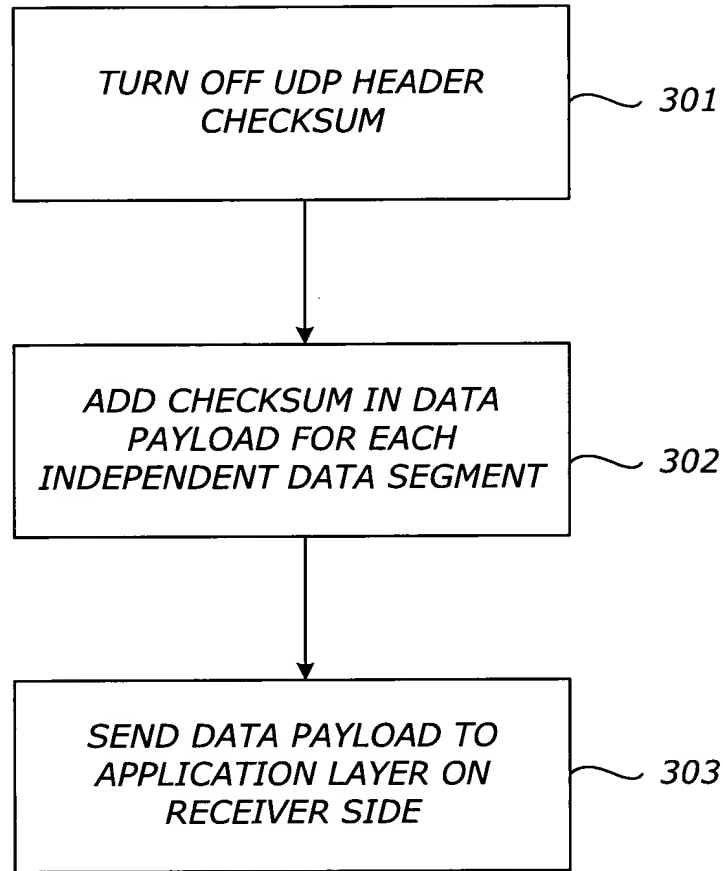 TURN OFF UDP HEADER
CHECKSUM
301
ADD CHECKSUM IN DATA
PAYLOAD FOR EACH
INDEPENDENT DATA SEGMENT
302
SEND DATA PAYLOAD TO
APPLICATION LAYER ON
RECEIVER SIDE
303